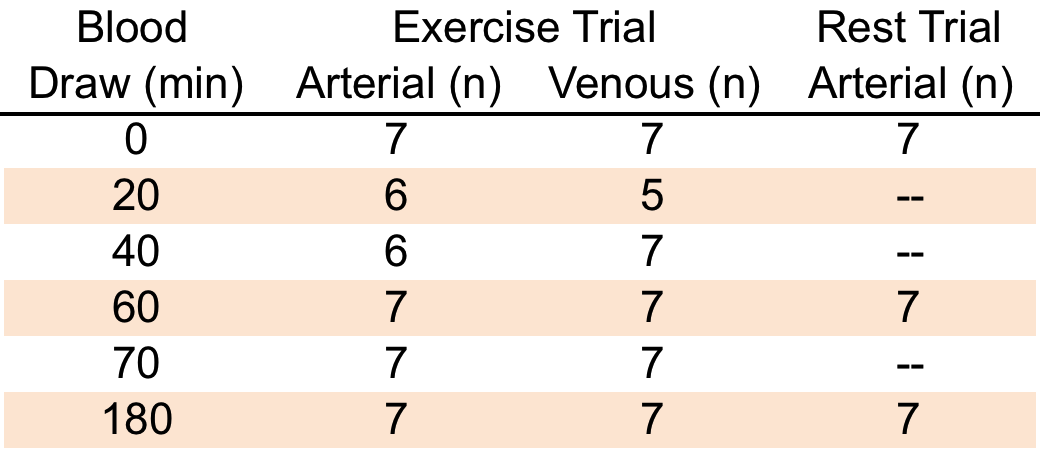 Blood Exercise Trial Rest Trial
Draw (min) Arterial (n) Venous (n) Arterial (n)
0 7 7 7
20 6 5 --
40 6 7 --
60 7 7 7
70 7 7 --
180 7 7 7